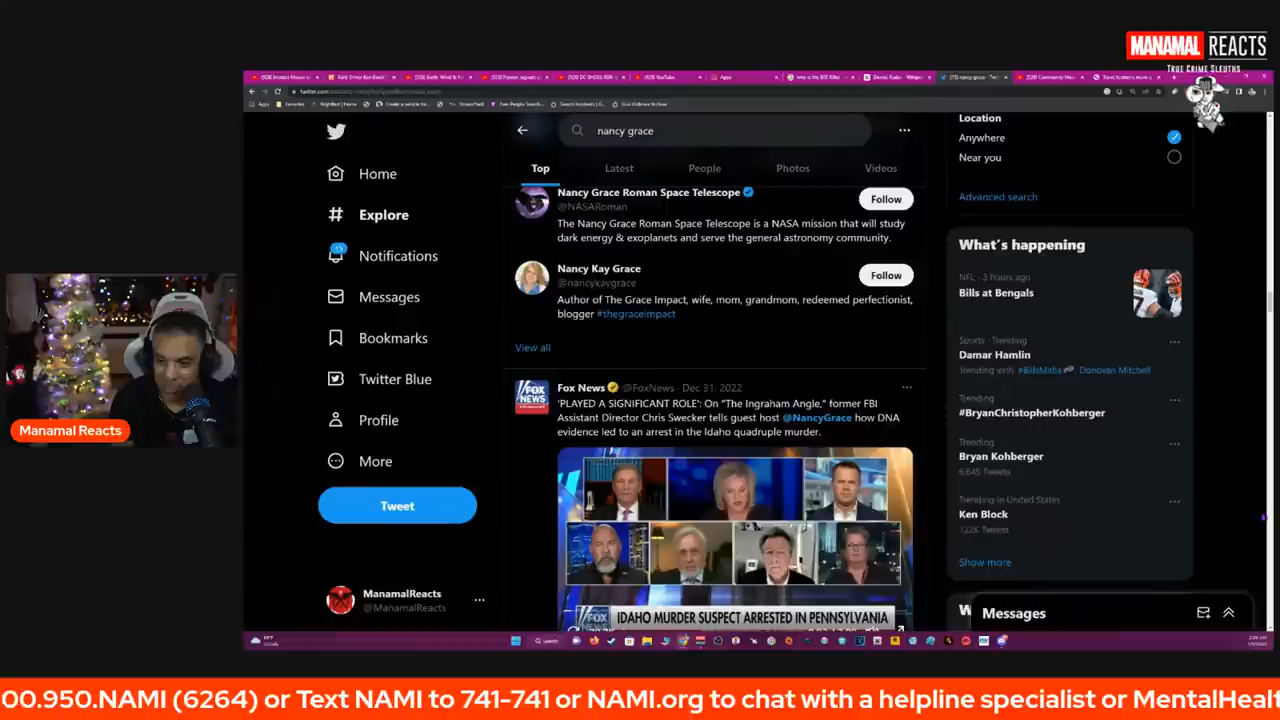 MANAMAL REACTS
TRUE CRIME SLEUTHS
twitter.com
Apps
Favorites
nancy grace
Location
Anywhere
Near you
Advanced search
Top
Latest
People
Photos
Videos
Home
Explore
Notifications
Messages
Bookmarks
Twitter Blue
Profile
More
Tweet
ManamalReacts
@ManamalReacts
Nancy Grace Roman Space Telescope
@NASARoman
Follow
The Nancy Grace Roman Space Telescope is a NASA mission that will study
dark energy & exoplanets and serve the general astronomy community.
Nancy Kay Grace
@nancykaygrace
Follow
Author of The Grace Impact, wife, mom, grandmom, redeemed perfectionist,
blogger #thegraceimpact
View all
FOX NEWS
Fox News @FoxNews · Dec 31, 2022
'PLAYED A SIGNIFICANT ROLE': On "The Ingraham Angle," former FBI
Assistant Director Chris Swecker tells guest host @NancyGrace how DNA
evidence led to an arrest in the Idaho quadruple murder.
FOX NEWS
IDAHO MURDER SUSPECT ARRESTED IN PENNSYLVANIA
What's happening
NFL · 3 hours ago
Bills at Bengals
Sports · Trending
Damar Hamlin
Trending with #BillsMafia Donovan Mitchell
Trending
#BryanChristopherKohberger
Trending
Bryan Kohberger
6,645 Tweets
Trending in United States
Ken Block
122K Tweets
Show more
Messages
Manamal Reacts
00.950.NAMI (6264) or Text NAMI to 741-741 or NAMI.org to chat with a helpline specialist or MentalHealt